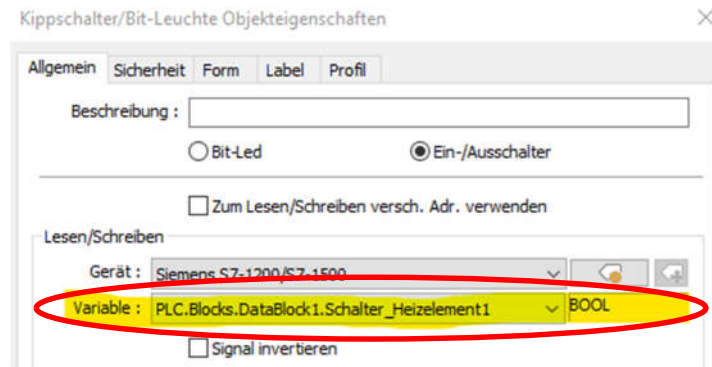 Kippschalter/Bit-Leuchte Objekteigenschaften
Allgemein Sicherheit Form Label Profil
Beschreibung :
Bit-Led Ein-/Ausschalter
Zum Lesen/Schreiben versch. Adr. verwenden
Lesen/Schreiben
Gerät : Siemens S7-1200/S7-1500
Variable : PLC.Blocks.DataBlock1.Schalter_Heizelement1 BOOL
Signal invertieren